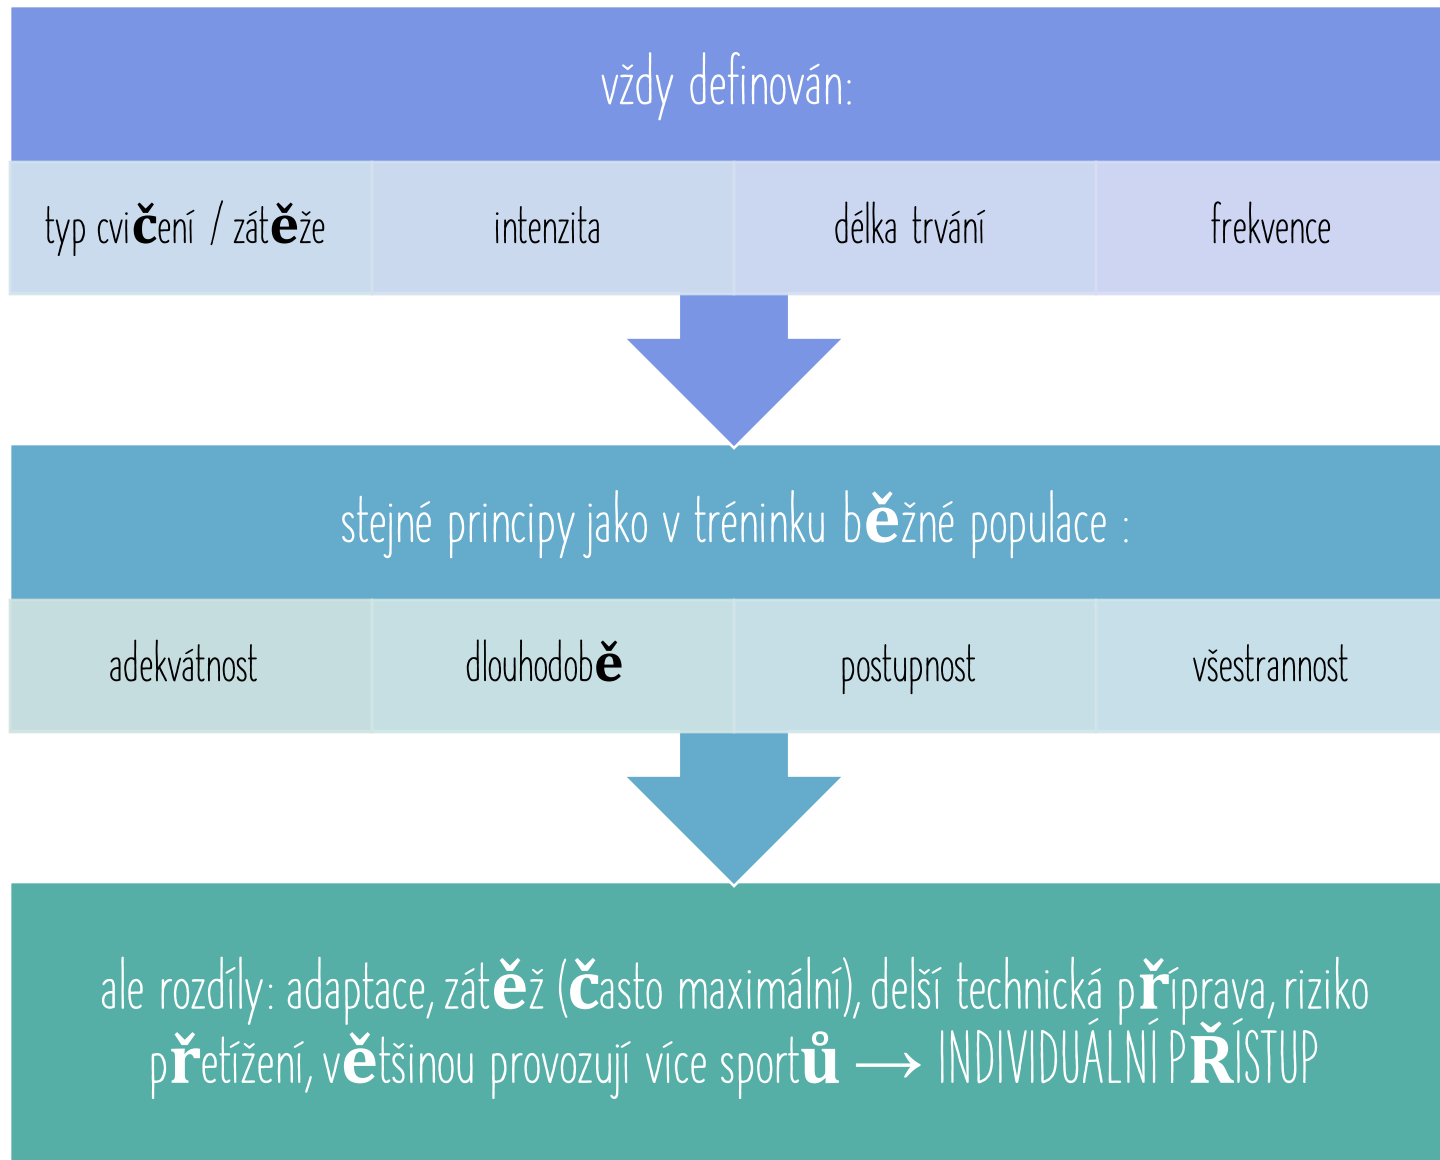 vždy definován:
typ cvičení / zátěže
intenzita
délka trvání
frekvence
stejné principy jako v tréninku běžné populace :
adekvátnost
dlouhodobě
postupnost
všestrannost
ale rozdíly: adaptace, zátěž (často maximální), delší technická příprava, riziko
přetížení, většinou provozují více sportů → INDIVIDUÁLNÍ PŘÍSTUP